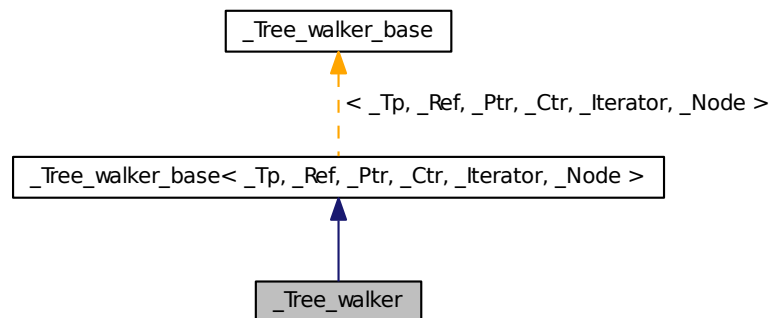 _Tree_walker_base
< _Tp, _Ref, _Ptr, _Ctr, _Iterator, _Node >
_Tree_walker_base< _Tp, _Ref, _Ptr, _Ctr, _Iterator, _Node >
_Tree_walker